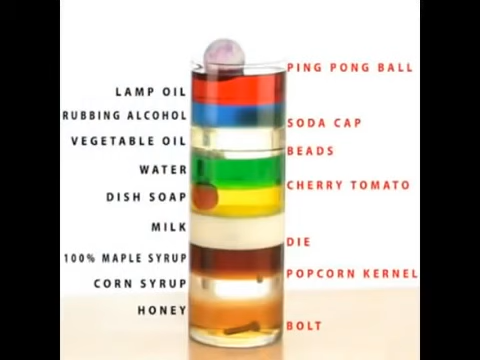 LAMP OIL
RUBBING ALCOHOL
VEGETABLE OIL
WATER
DISH SOAP
MILK
100% MAPLE SYRUP
CORN SYRUP
HONEY
PING PONG BALL
SODA CAP
BEADS
CHERRY TOMATO
DIE
POPCORN KERNEL
BOLT